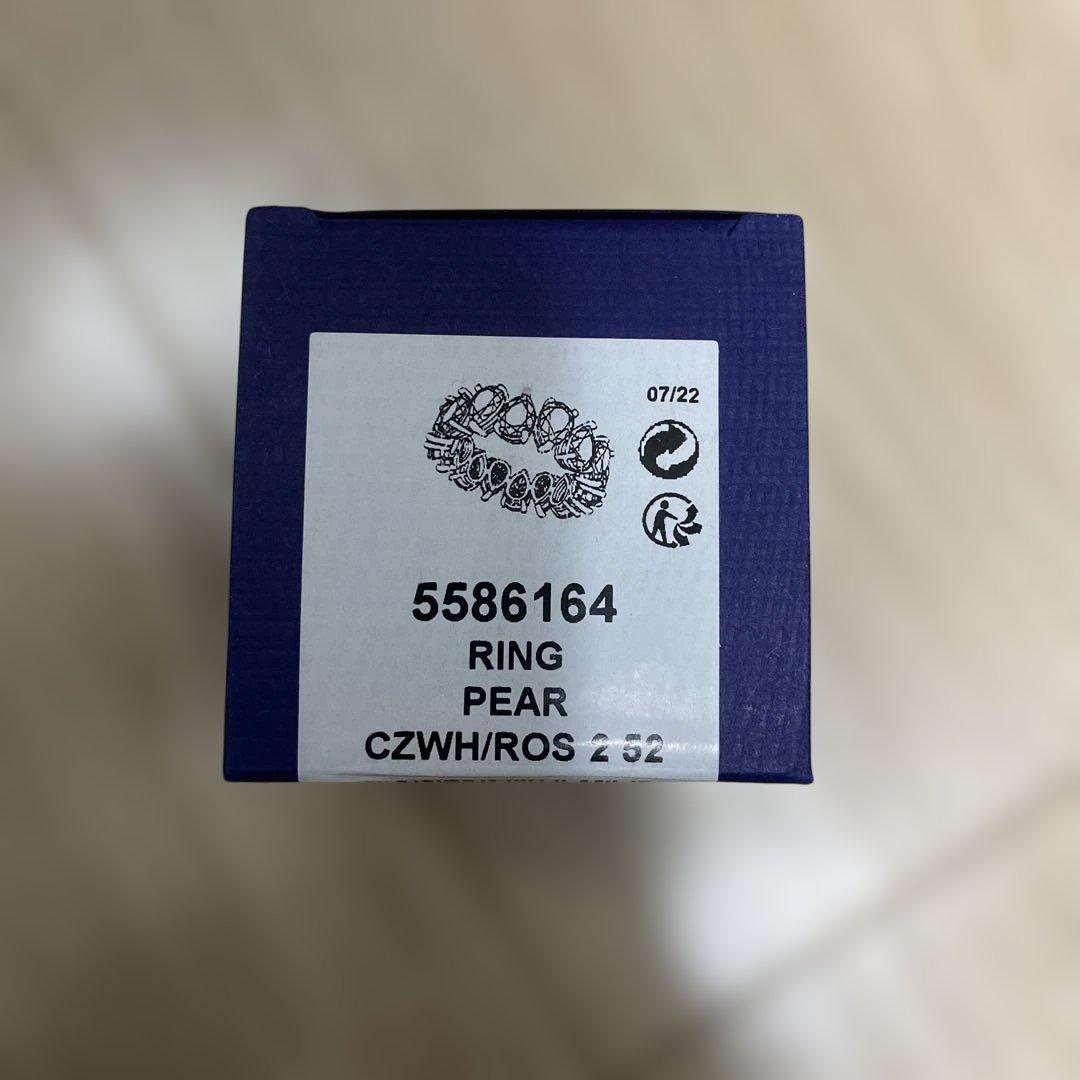 07/22
5586164
RING
PEAR
CZWH/ROS 2 52